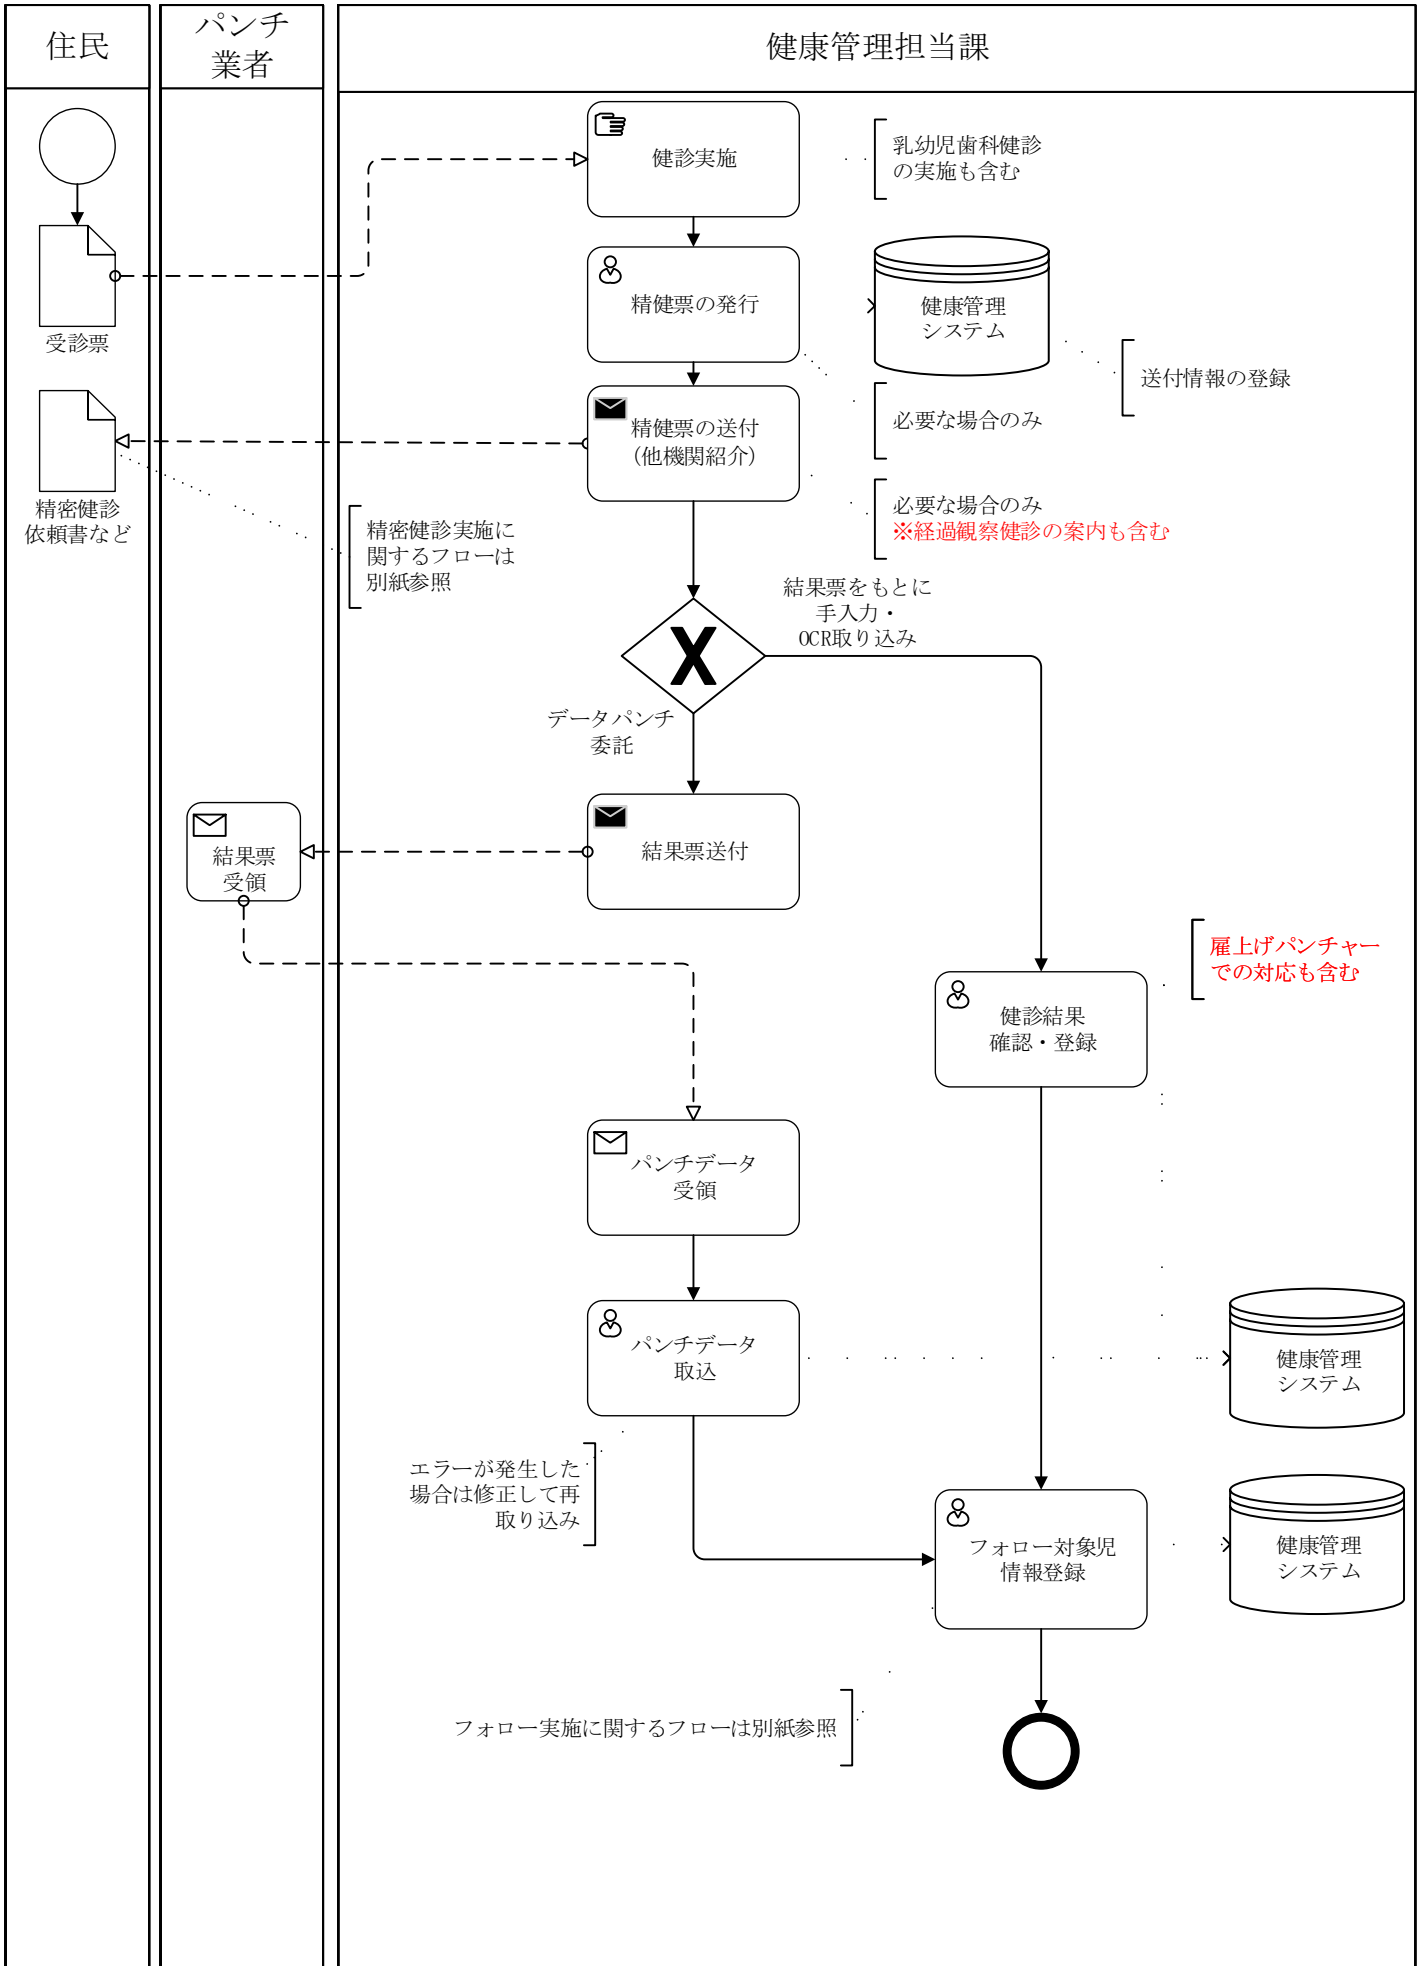 住民
パンチ
業者
健康管理担当課
健診実施
乳幼児歯科健診
の実施も含む
受診票
精健票の発行
健康管理
システム
送付情報の登録
必要な場合のみ
精健票の送付
(他機関紹介)
精密健診
依頼書など
精密健診実施に
関するフローは
別紙参照
必要な場合のみ
※経過観察健診の案内も含む
結果票をもとに
手入力・
OCR取り込み
データパンチ
委託
結果票
受領
結果票送付
雇上げパンチャー
での対応も含む
健診結果
確認・登録
パンチデータ
受領
パンチデータ
取込
健康管理
システム
エラーが発生した
場合は修正して再
取り込み
フォロー対象児
情報登録
健康管理
システム
フォロー実施に関するフローは別紙参照